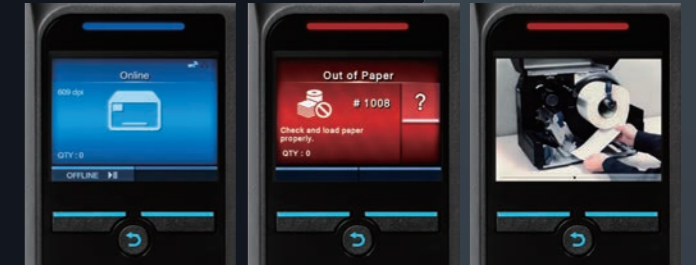 Online
609 dpi
QTY : 0
OFFLINE
Out of Paper
# 1008
?
Check and load paper
properly.
QTY : 0